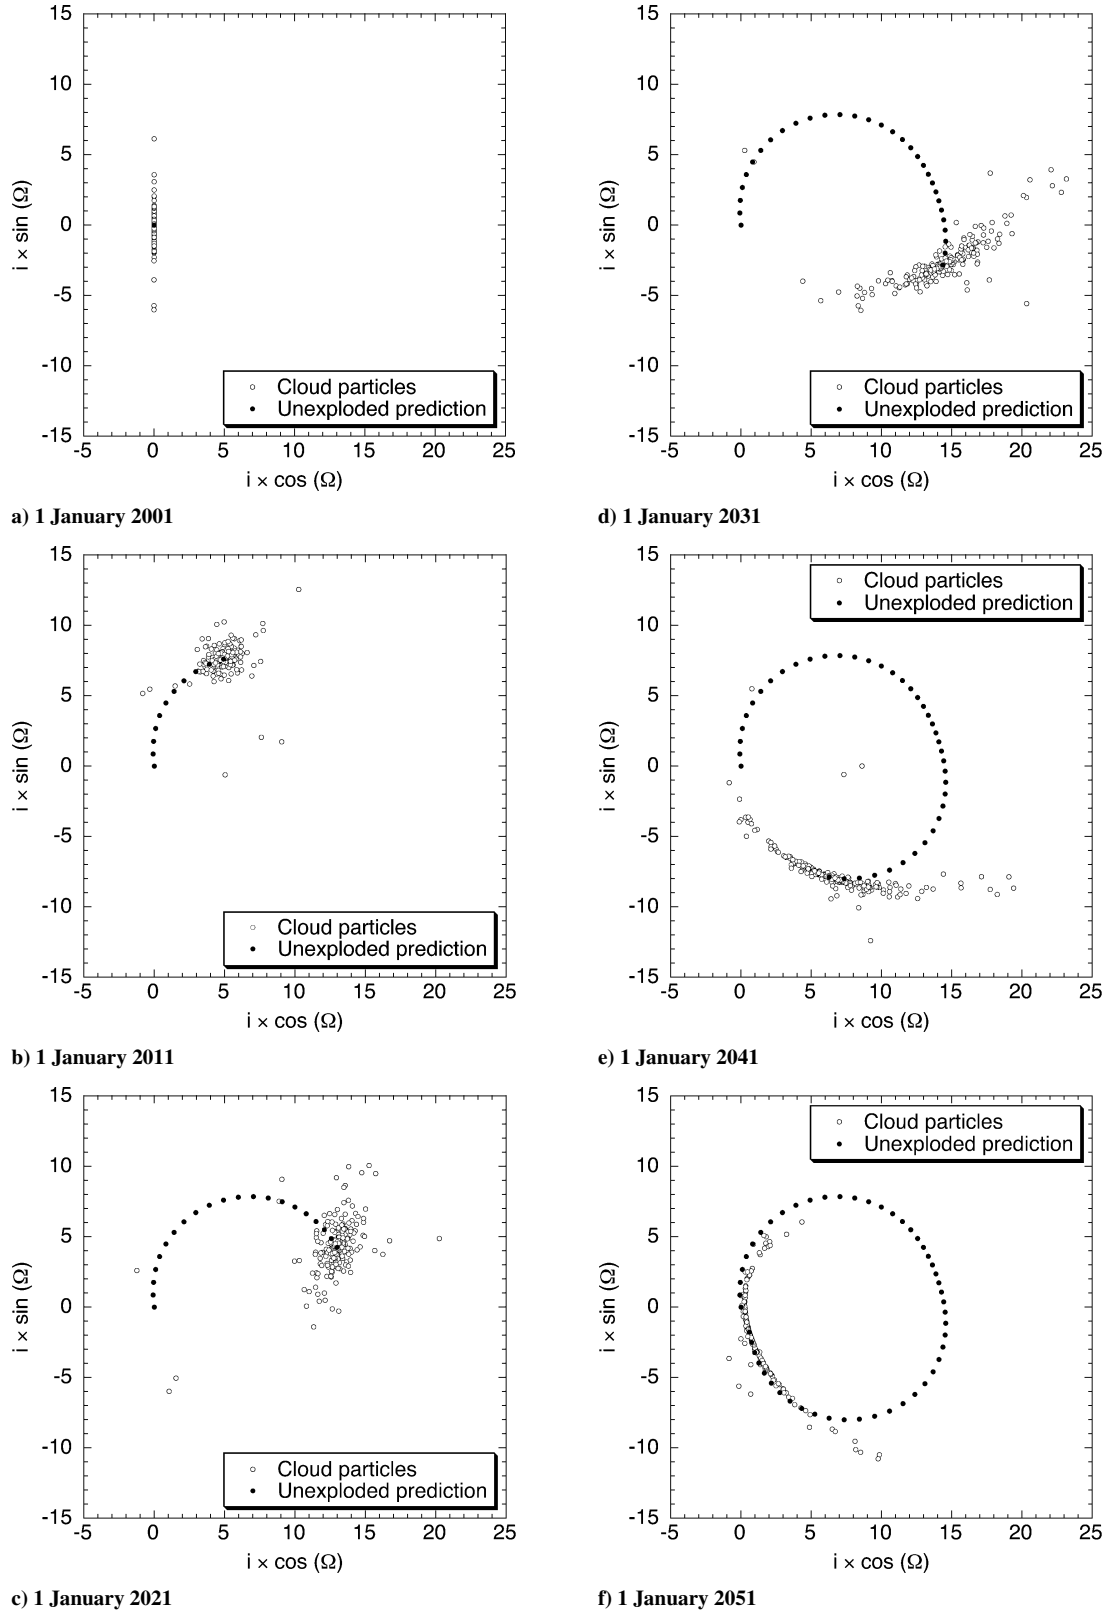 15
10
5
0
-5
-10
-15
i × sin (Ω)
Cloud particles
Unexploded prediction
-5 0 5 10 15 20 25
i × cos (Ω)
a) 1 January 2001
15
10
5
0
-5
-10
-15
i × sin (Ω)
Cloud particles
Unexploded prediction
-5 0 5 10 15 20 25
i × cos (Ω)
b) 1 January 2011
15
10
5
0
-5
-10
-15
i × sin (Ω)
Cloud particles
Unexploded prediction
-5 0 5 10 15 20 25
i × cos (Ω)
c) 1 January 2021
15
10
5
0
-5
-10
-15
i × sin (Ω)
Cloud particles
Unexploded prediction
-5 0 5 10 15 20 25
i × cos (Ω)
d) 1 January 2031
15
10
5
0
-5
-10
-15
i × sin (Ω)
Cloud particles
Unexploded prediction
-5 0 5 10 15 20 25
i × cos (Ω)
e) 1 January 2041
15
10
5
0
-5
-10
-15
i × sin (Ω)
Cloud particles
Unexploded prediction
-5 0 5 10 15 20 25
i × cos (Ω)
f) 1 January 2051